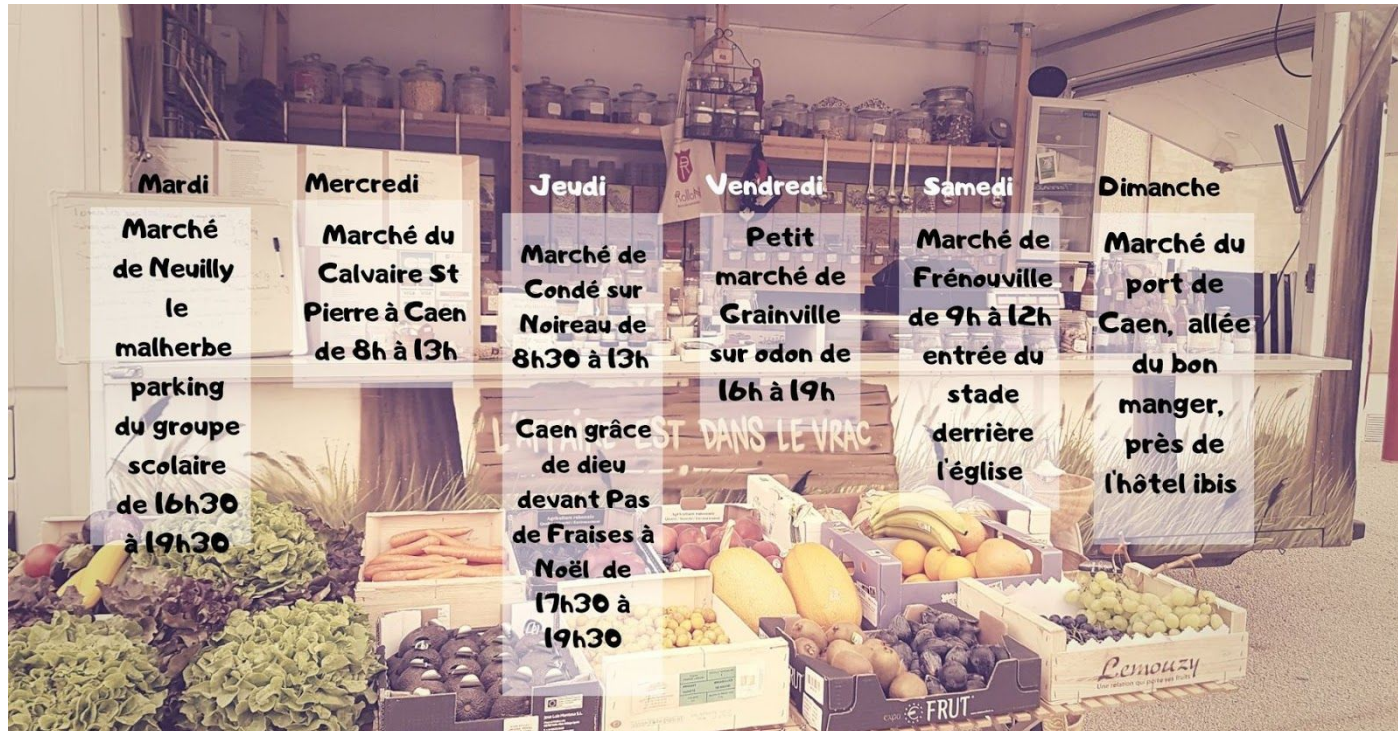 Mardi
Marché
de Neuilly
le
malherbe
parking
du groupe
scolaire
de 16h30
à 19h30
Mercredi
Marché du
Calvaire St
Pierre à Caen
de 8h à 13h
Jeudi
Marché de
Condé sur
Noireau de
8h30 à 13h
Caen grâce
de dieu
devant Pas
de Fraises à
Noël de
17h30 à
19h30
Vendredi
Petit
marché de
Grainville
sur odon de
16h à 19h
Samedi
Marché de
Frénouville
de 9h à 12h
entrée du
stade
derrière
l'église
Dimanche
Marché du
port de
Caen, allée
du bon
manger,
près de
l'hôtel ibis
L'AFFAIRE EST DANS LE VRAC
Lemouzy
FRUT